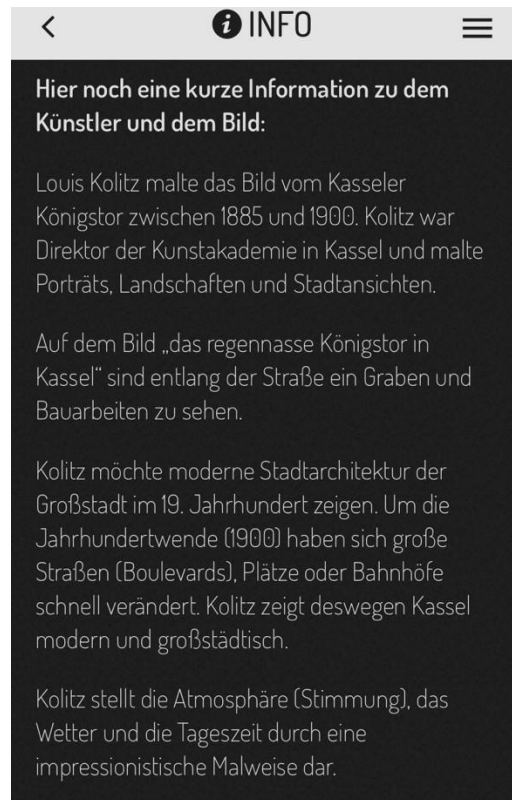 INFO
Hier noch eine kurze Information zu dem
Künstler und dem Bild:
Louis Kolitz malte das Bild vom Kasseler
Königstor zwischen 1885 und 1900. Kolitz war
Direktor der Kunstakademie in Kassel und malte
Porträts, Landschaften und Stadtansichten.
Auf dem Bild „das regennasse Königstor in
Kassel“ sind entlang der Straße ein Graben und
Bauarbeiten zu sehen.
Kolitz möchte moderne Stadtarchitektur der
Großstadt im 19. Jahrhundert zeigen. Um die
Jahrhundertwende (1900) haben sich große
Straßen (Boulevards), Plätze oder Bahnhöfe
schnell verändert. Kolitz zeigt deswegen Kassel
modern und großstädtisch.
Kolitz stellt die Atmosphäre (Stimmung), das
Wetter und die Tageszeit durch eine
impressionistische Malweise dar.